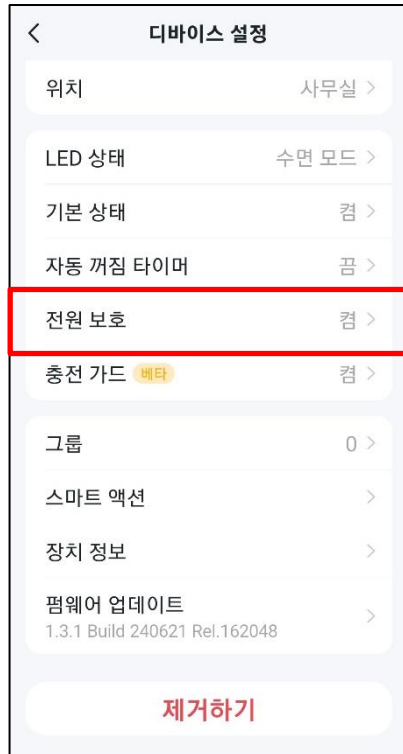 디바이스 설정
위치 사무실
LED 상태 수면 모드
기본 상태 켬
자동 꺼짐 타이머 끔
전원 보호 켬
충전 가드 베타 켬
그룹 0
스마트 액션
장치 정보
펌웨어 업데이트
1.3.1 Build 240621 Rel.162048
제거하기